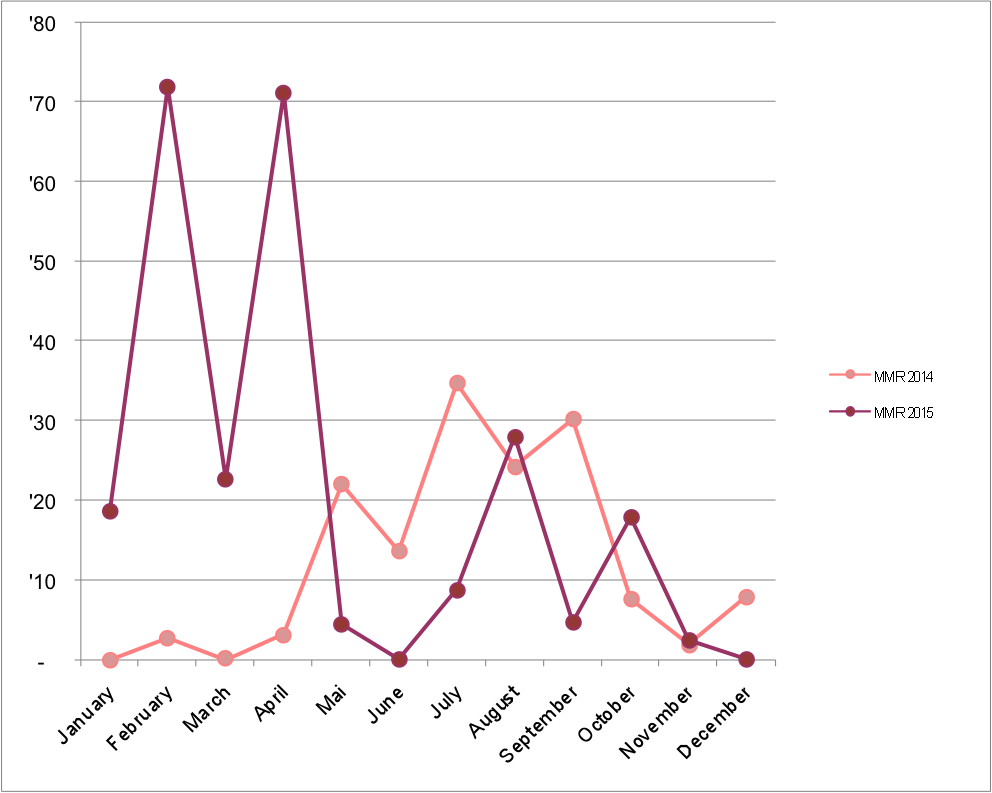 '80
'70
'60
'50
'40
'30
'20
'10
-
January
February
March
April
Mai
June
July
August
September
October
November
December
MMR 2014
MMR 2015